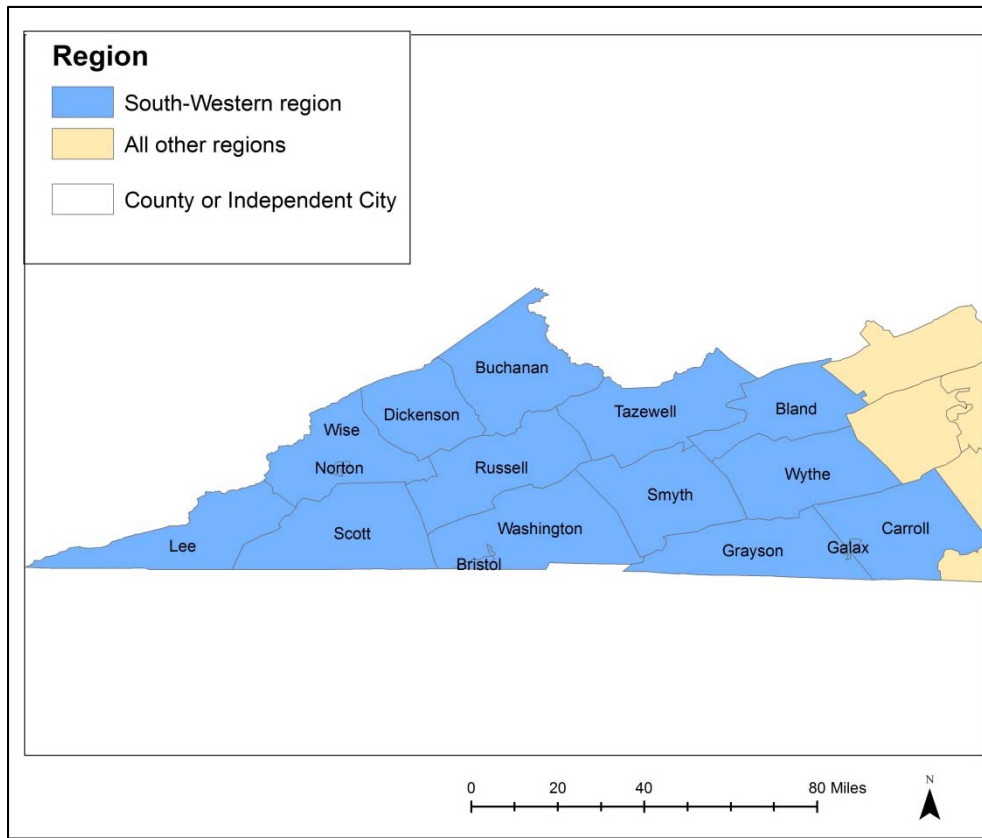 Region
South-Western region
All other regions
County or Independent City
Buchanan
Dickenson
Tazewell
Bland
Wise
Norton
Russell
Wythe
Smyth
Washington
Carroll
Scott
Lee
Grayson
Galax
Bristol
0 20 40 80 Miles
N